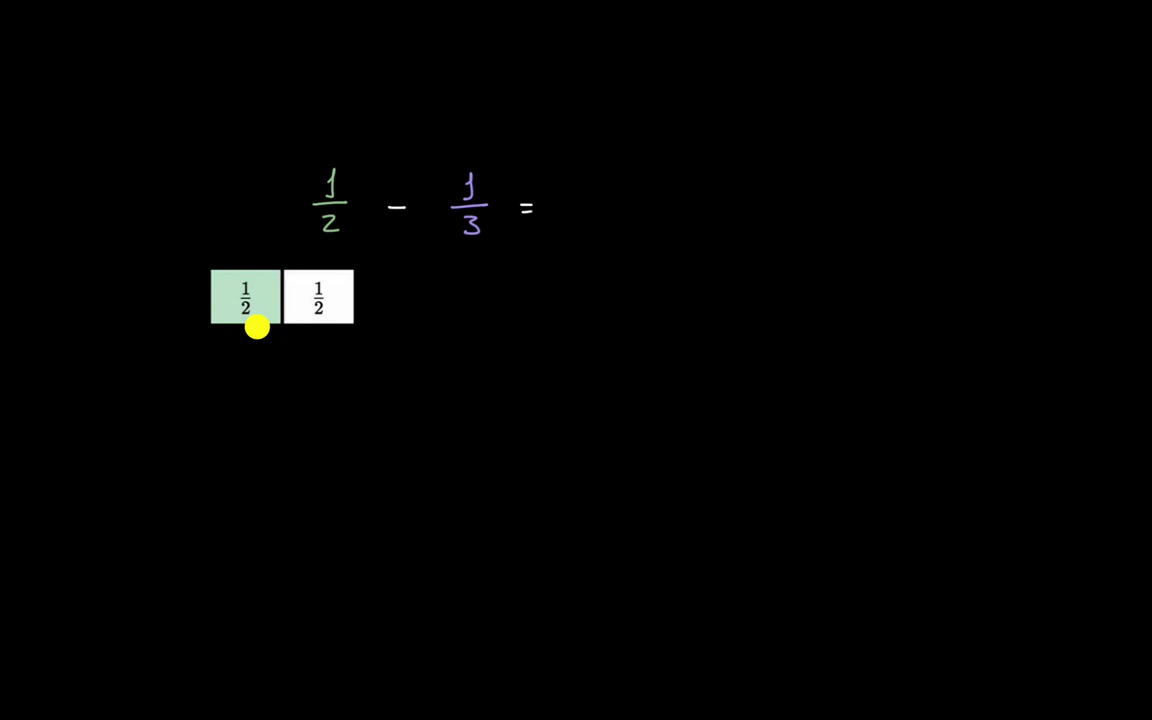 1/2 - 1/3 =
1/2 1/2